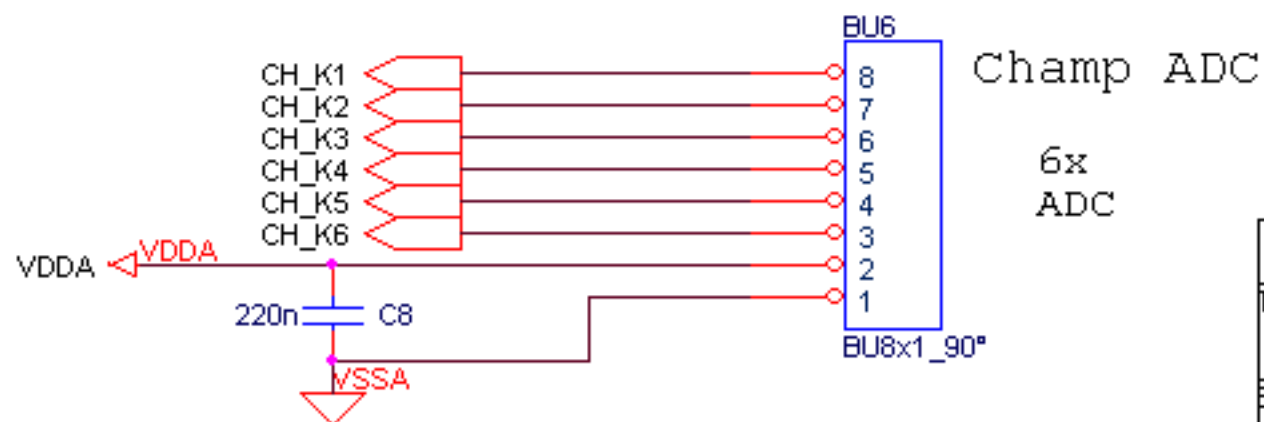 BU6
Champ ADC
CH_K1
8
CH_K2
7
CH_K3
6
6x
CH_K4
5
ADC
CH_K5
4
CH_K6
3
VDDA
VDDA
2
220n
C8
1
BU8x1_90°
VSSA